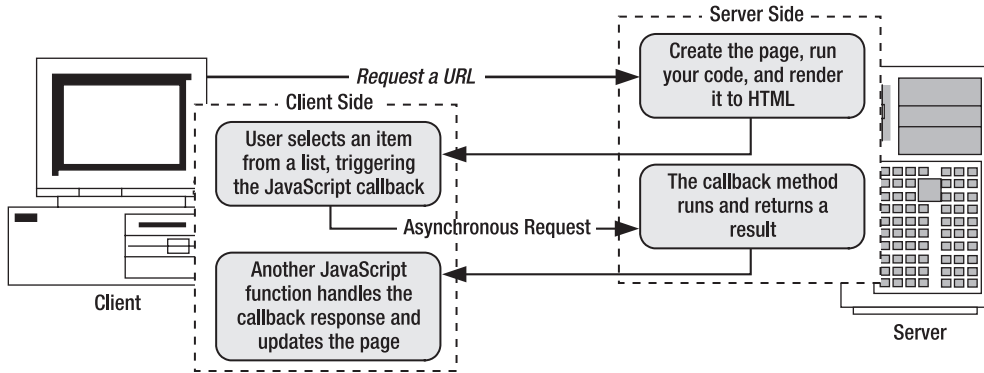 Server Side
Create the page, run
your code, and render
it to HTML
Request a URL
Client Side
User selects an item
from a list, triggering
the JavaScript callback
The callback method
runs and returns a
result
Asynchronous Request
Another JavaScript
function handles the
callback response and
updates the page
Client
Server